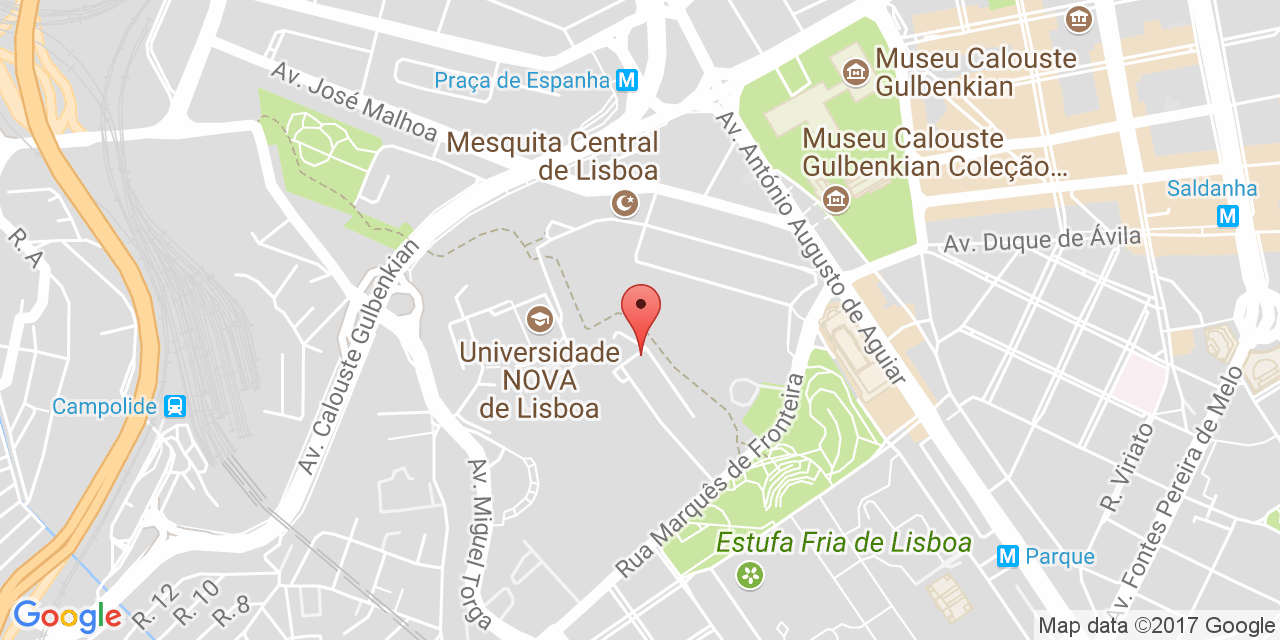 Av. José Malhoa
Praça de Espanha M
Museu Calouste
Gulbenkian
Mesquita Central
de Lisboa
Museu Calouste
Gulbenkian Coleção...
Av. António Augusto de Aguiar
Saldanha
M
Av. Duque de Ávila
R. A
Av. Calouste Gulbenkian
Universidade
NOVA
de Lisboa
Campolide
Rua Marquês de Fronteira
Av. Miguel Torga
R. Viriato
Av. Fontes Pereira de Melo
Estufa Fria de Lisboa
M Parque
R. 12
R. 10
R. 8
Google
Map data ©2017 Google